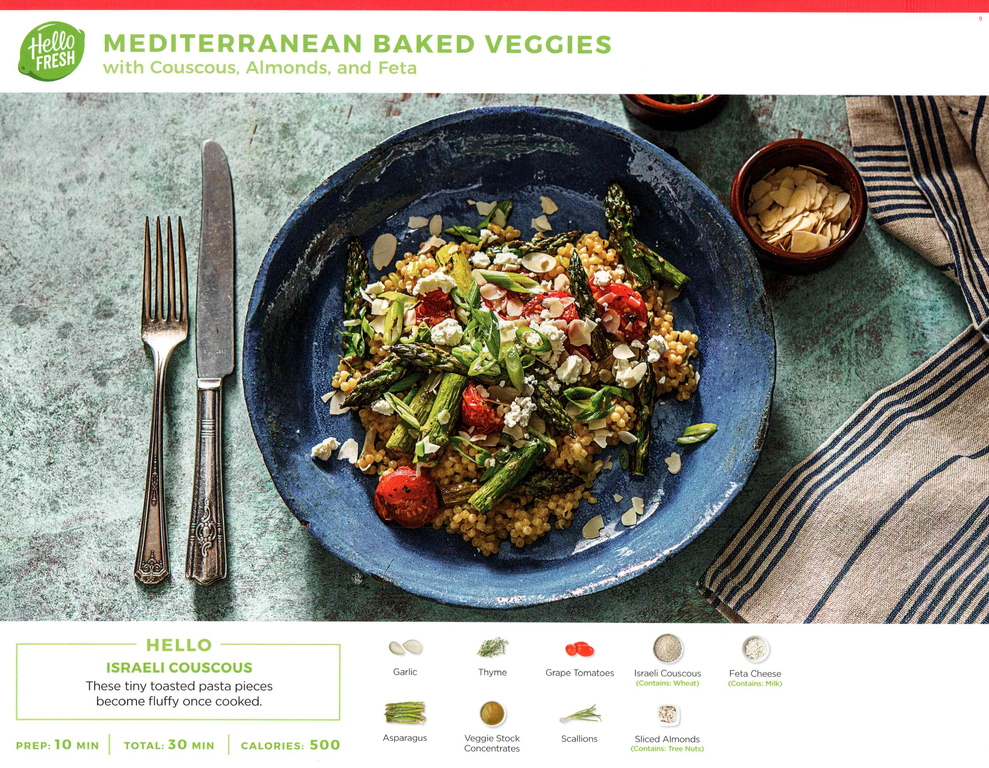 9
Hello
FRESH
MEDITERRANEAN BAKED VEGGIES
with Couscous, Almonds, and Feta
HELLO
ISRAELI COUSCOUS
These tiny toasted pasta pieces
become fluffy once cooked.
PREP: 10 MIN
TOTAL: 30 MIN
CALORIES: 500
Garlic
Thyme
Grape Tomatoes
Israeli Couscous
(Contains: Wheat)
Feta Cheese
(Contains: Milk)
Asparagus
Veggie Stock
Concentrates
Scallions
Sliced Almonds
(Contains: Tree Nuts)